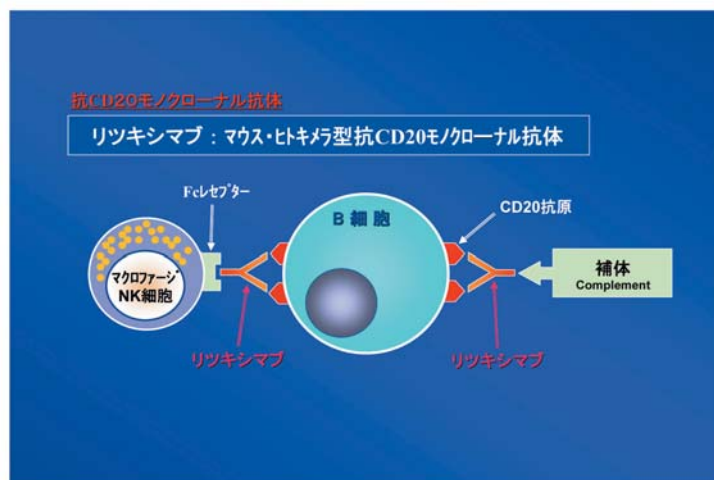 抗CD20モノクローナル抗体
リツキシマブ：マウス・ヒトキメラ型抗CD20モノクローナル抗体
Fcレセプター
B 細胞
CD20抗原
マクロファージ
NK細胞
補体
Complement
リツキシマブ
リツキシマブ